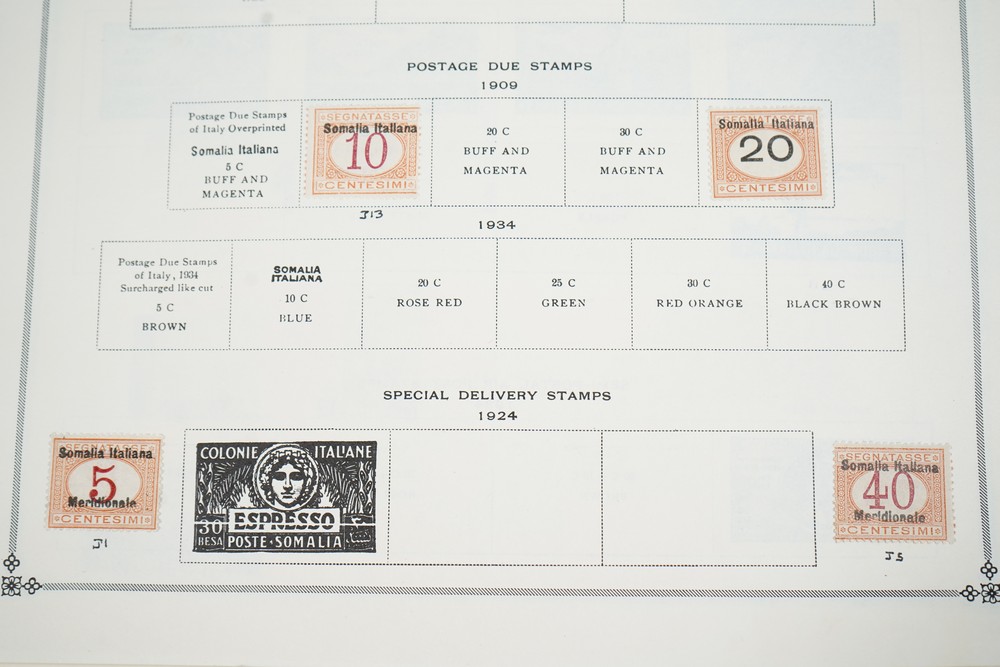 POSTAGE DUE STAMPS
1909
Postage Due Stamps
of Italy Overprinted
Somalia Italiana
5 C
BUFF AND
MAGENTA
SEGNATASSE
Somalia Italiana
10
CENTESIMI
J13
20 C
BUFF AND
MAGENTA
30 C
BUFF AND
MAGENTA
SEGNATASSE
Somalia Italiana
20
CENTESIMI
1934
Postage Due Stamps
of Italy, 1934
Surcharged like cut
5 C
BROWN
SOMALIA
ITALIANA
10 C
BLUE
20 C
ROSE RED
25 C
GREEN
30 C
RED ORANGE
40 C
BLACK BROWN
SPECIAL DELIVERY STAMPS
1924
SEGNATASSE
Somalia Italiana
5
Meridionale
CENTESIMI
J1
COLONIE ITALIANE
30
BESA
ESPRESSO
POSTE·SOMALIA
SEGNATASSE
Somalia Italiana
40
Meridionale
CENTESIMI
J5